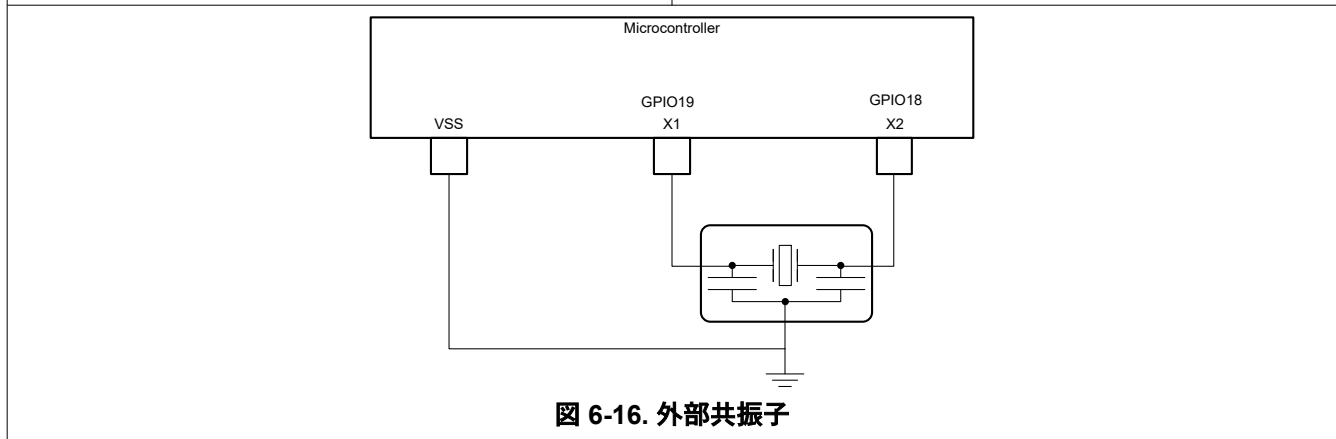 Microcontroller
GPIO19
GPIO18
VSS
X1
X2
図 6-16. 外部共振子